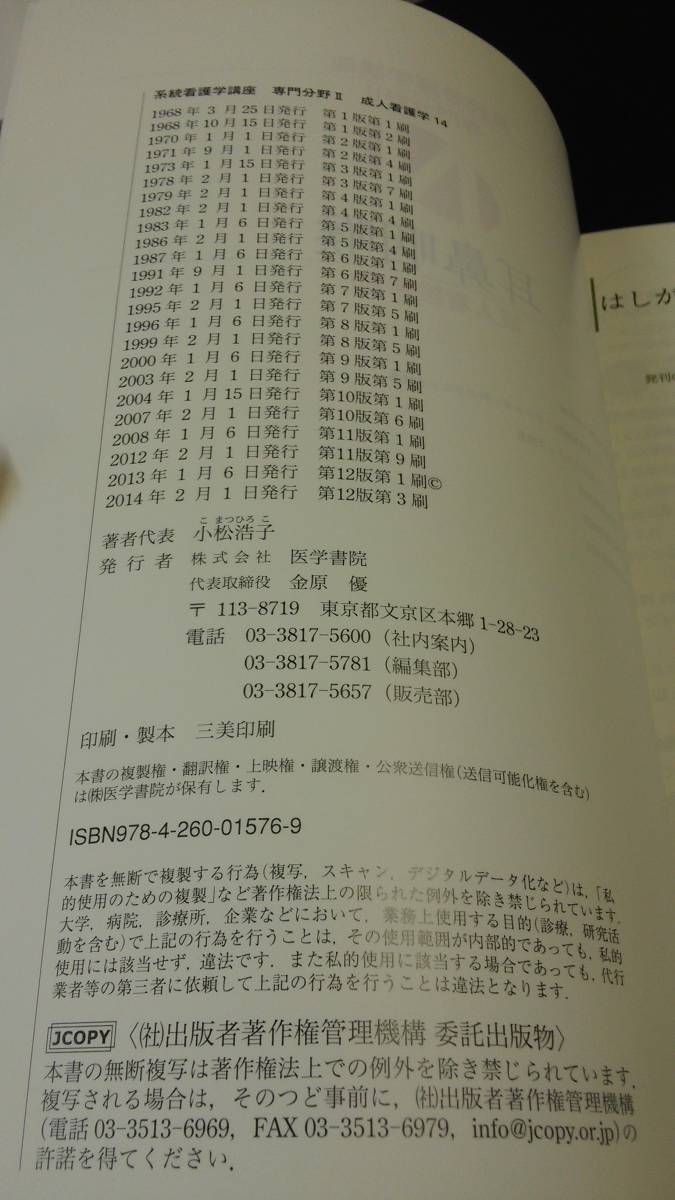 系統看護学講座　専門分野Ⅱ　成人看護学 14
1968年 3 月 25日発行　第1版第1刷
1968年10月15日発行　第1版第2刷
1970年 1 月 1 日発行　第2版第1刷
1971年 9 月 1 日発行　第2版第4刷
1973年 1 月 15日発行　第3版第1刷
1978年 2 月 1 日発行　第3版第7刷
1979年 2 月 1 日発行　第4版第1刷
1982年 2 月 1 日発行　第4版第4刷
1983年 1 月 6 日発行　第5版第1刷
1986年 2 月 1 日発行　第5版第4刷
1987年 1 月 6 日発行　第6版第1刷
1991年 9 月 1 日発行　第6版第7刷
1992年 1 月 6 日発行　第7版第1刷
1995年 2 月 1 日発行　第7版第5刷
1996年 1 月 6 日発行　第8版第1刷
1999年 2 月 1 日発行　第8版第5刷
2000年 1 月 6 日発行　第9版第1刷
2003年 2 月 1 日発行　第9版第5刷
2004年 1 月 15日発行　第10版第1刷
2007年 2 月 1 日発行　第10版第6刷
2008年 1 月 6 日発行　第11版第1刷
2012年 2 月 1 日発行　第11版第9刷
2013年 1 月 6 日発行　第12版第1刷©
2014年 2 月 1 日発行　第12版第3刷
こ まつひろ こ
著者代表　小松浩子
発 行 者　株式会社　医学書院
代表取締役　金原　優
〒 113-8719　東京都文京区本郷 1-28-23
電話　03-3817-5600（社内案内）
03-3817-5781（編集部）
03-3817-5657（販売部）
印刷・製本　三美印刷
本書の複製権・翻訳権・上映権・譲渡権・公衆送信権（送信可能化権を含む）
は㈱医学書院が保有します．
ISBN978-4-260-01576-9
本書を無断で複製する行為（複写，スキャン，デジタルデータ化など）は，「私
的使用のための複製」など著作権法上の限られた例外を除き禁じられています．
大学，病院，診療所，企業などにおいて，業務上使用する目的（診療，研究活
動を含む）で上記の行為を行うことは，その使用範囲が内部的であっても，私的
使用には該当せず，違法です．また私的使用に該当する場合であっても，代行
業者等の第三者に依頼して上記の行為を行うことは違法となります．
JCOPY 〈㈳出版者著作権管理機構 委託出版物〉
本書の無断複写は著作権法上での例外を除き禁じられています．
複写される場合は，そのつど事前に，㈳出版者著作権管理機構
（電話 03-3513-6969，FAX 03-3513-6979，info@jcopy.or.jp）の
許諾を得てください．
はしが
発刊の